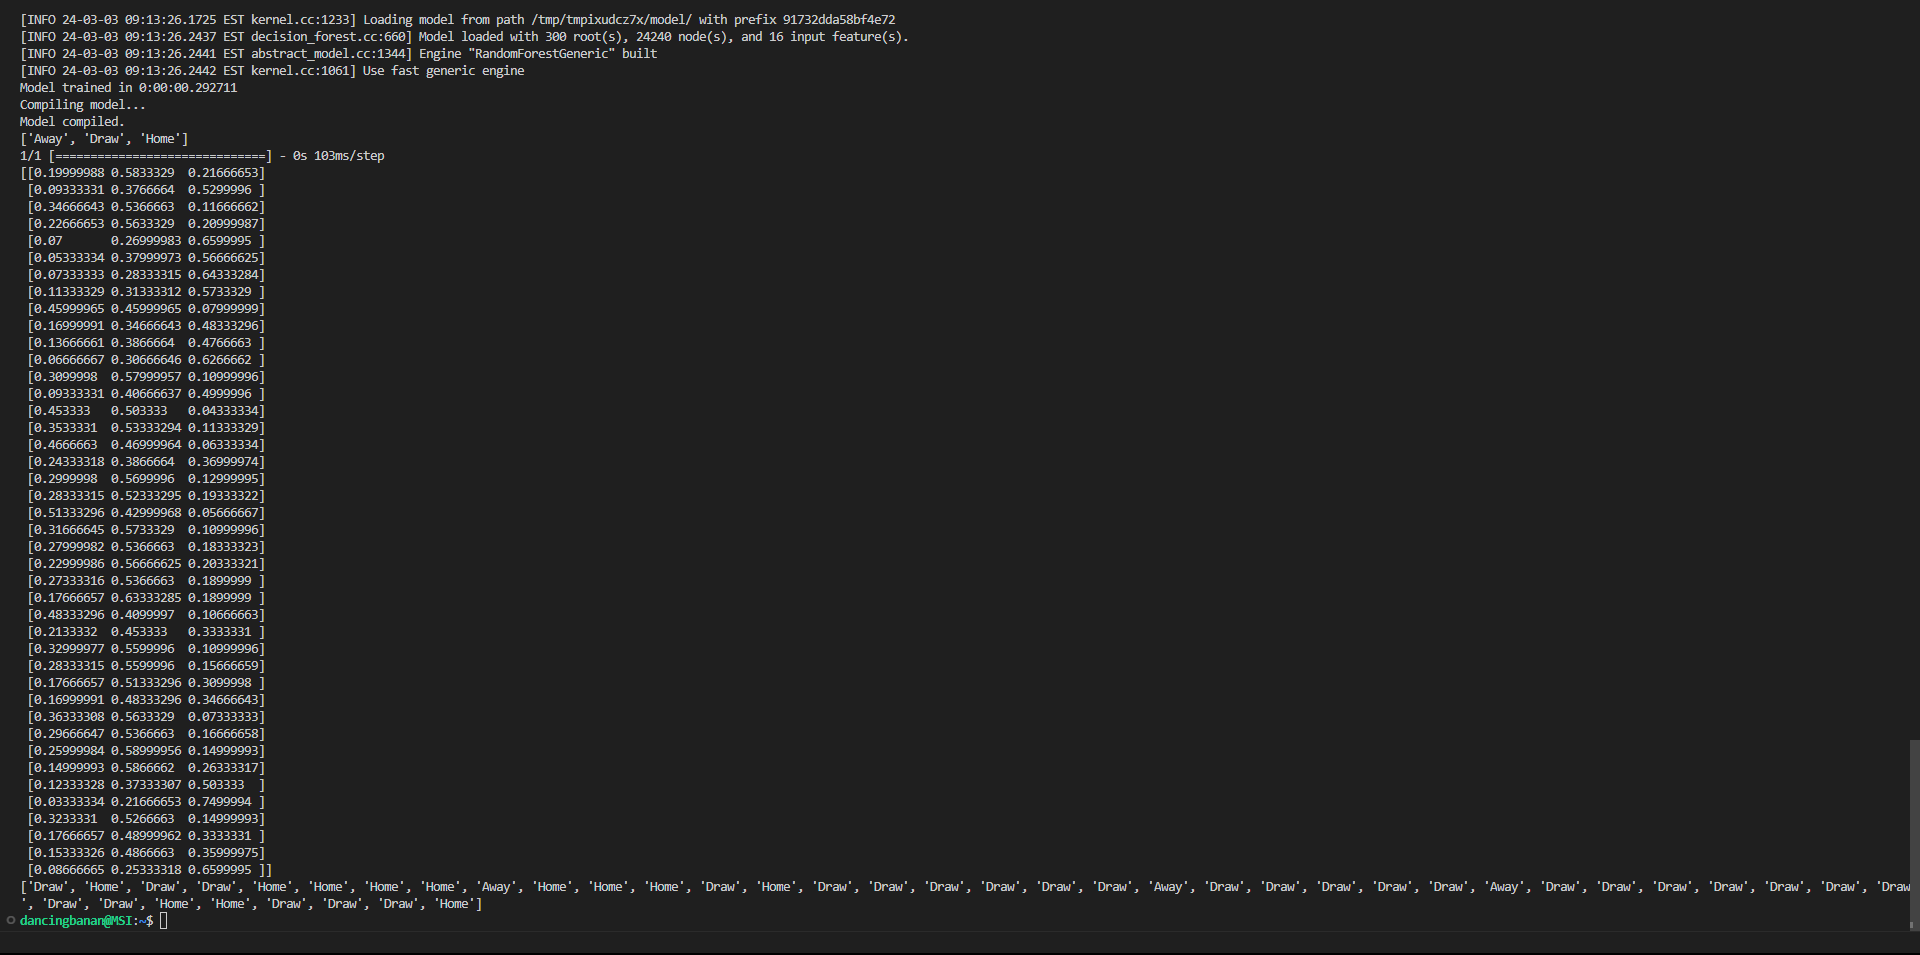 [INFO 24-03-03 09:13:26.1725 EST kernel.cc:1233] Loading model from path /tmp/tmpixudcz7x/model/ with prefix 91732dda58bf4e72
[INFO 24-03-03 09:13:26.2437 EST decision_forest.cc:660] Model loaded with 300 root(s), 24240 node(s), and 16 input feature(s).
[INFO 24-03-03 09:13:26.2441 EST abstract_model.cc:1344] Engine "RandomForestGeneric" built
[INFO 24-03-03 09:13:26.2442 EST kernel.cc:1061] Use fast generic engine
Model trained in 0:00:00.292711
Compiling model...
Model compiled.
['Away', 'Draw', 'Home']
1/1 [==============================] - 0s 103ms/step
[[0.19999988 0.5833329  0.21666653]
 [0.09333331 0.3766664  0.5299996 ]
 [0.34666643 0.5366663  0.11666662]
 [0.22666653 0.5633329  0.20999987]
 [0.07       0.26999983 0.6599995 ]
 [0.05333334 0.37999973 0.56666625]
 [0.07333333 0.28333315 0.64333284]
 [0.11333329 0.31333312 0.5733329 ]
 [0.45999965 0.45999965 0.07999999]
 [0.16999991 0.34666643 0.48333296]
 [0.13666661 0.3866664  0.4766663 ]
 [0.06666667 0.30666646 0.6266662 ]
 [0.3099998  0.57999957 0.10999996]
 [0.09333331 0.40666637 0.4999996 ]
 [0.453333   0.503333   0.04333334]
 [0.3533331  0.53333294 0.11333329]
 [0.4666663  0.46999964 0.06333334]
 [0.24333318 0.3866664  0.36999974]
 [0.2999998  0.5699996  0.12999995]
 [0.28333315 0.52333295 0.19333322]
 [0.51333296 0.42999968 0.05666667]
 [0.31666645 0.5733329  0.10999996]
 [0.27999982 0.5366663  0.18333323]
 [0.22999986 0.56666625 0.20333321]
 [0.27333316 0.5366663  0.1899999 ]
 [0.17666657 0.63333285 0.1899999 ]
 [0.48333296 0.4099997  0.10666663]
 [0.2133332  0.453333   0.3333331 ]
 [0.32999977 0.5599996  0.10999996]
 [0.28333315 0.5599996  0.15666659]
 [0.17666657 0.51333296 0.3099998 ]
 [0.16999991 0.48333296 0.34666643]
 [0.36333308 0.5633329  0.07333333]
 [0.29666647 0.5366663  0.16666658]
 [0.25999984 0.58999956 0.14999993]
 [0.14999993 0.5866662  0.26333317]
 [0.12333328 0.37333307 0.503333  ]
 [0.03333334 0.21666653 0.7499994 ]
 [0.3233331  0.5266663  0.14999993]
 [0.17666657 0.48999962 0.3333331 ]
 [0.15333326 0.4866663  0.35999975]
 [0.08666665 0.25333318 0.6599995 ]]
['Draw', 'Home', 'Draw', 'Draw', 'Home', 'Home', 'Home', 'Home', 'Away', 'Home', 'Home', 'Home', 'Draw', 'Home', 'Draw', 'Draw', 'Draw', 'Draw', 'Draw', 'Draw', 'Away', 'Draw', 'Draw', 'Draw', 'Draw', 'Draw', 'Away', 'Draw', 'Draw', 'Draw', 'Draw', 'Draw', 'Draw', 'Draw
', 'Draw', 'Draw', 'Home', 'Home', 'Draw', 'Draw', 'Draw', 'Home']
dancingbanan@MSI:~$